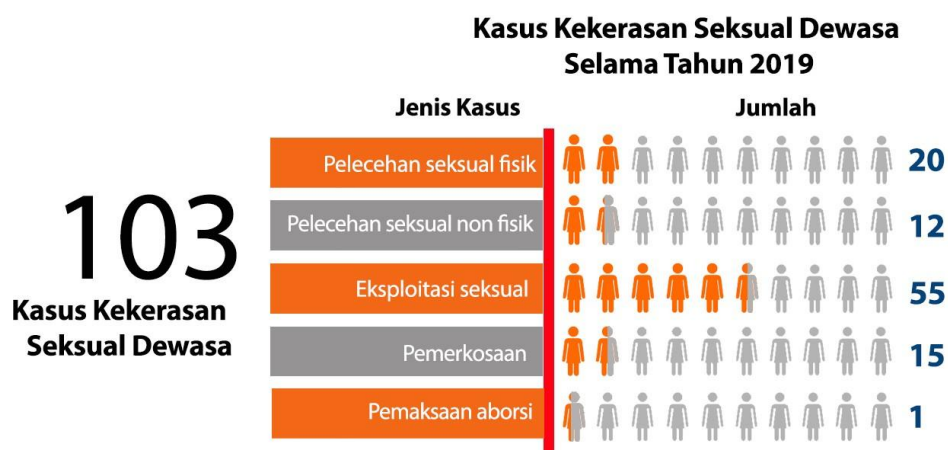 Kasus Kekerasan Seksual Dewasa
Selama Tahun 2019
Jenis Kasus
Jumlah
103
Kasus Kekerasan
Seksual Dewasa
Pelecehan seksual fisik
20
Pelecehan seksual non fisik
12
Eksploitasi seksual
55
Pemerkosaan
15
Pemaksaan aborsi
1